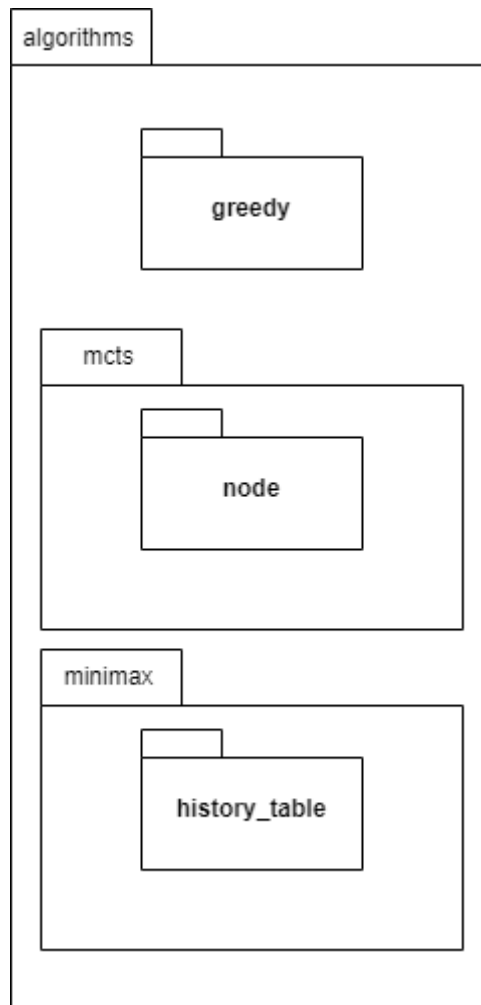 algorithms
greedy
mcts
node
minimax
history_table